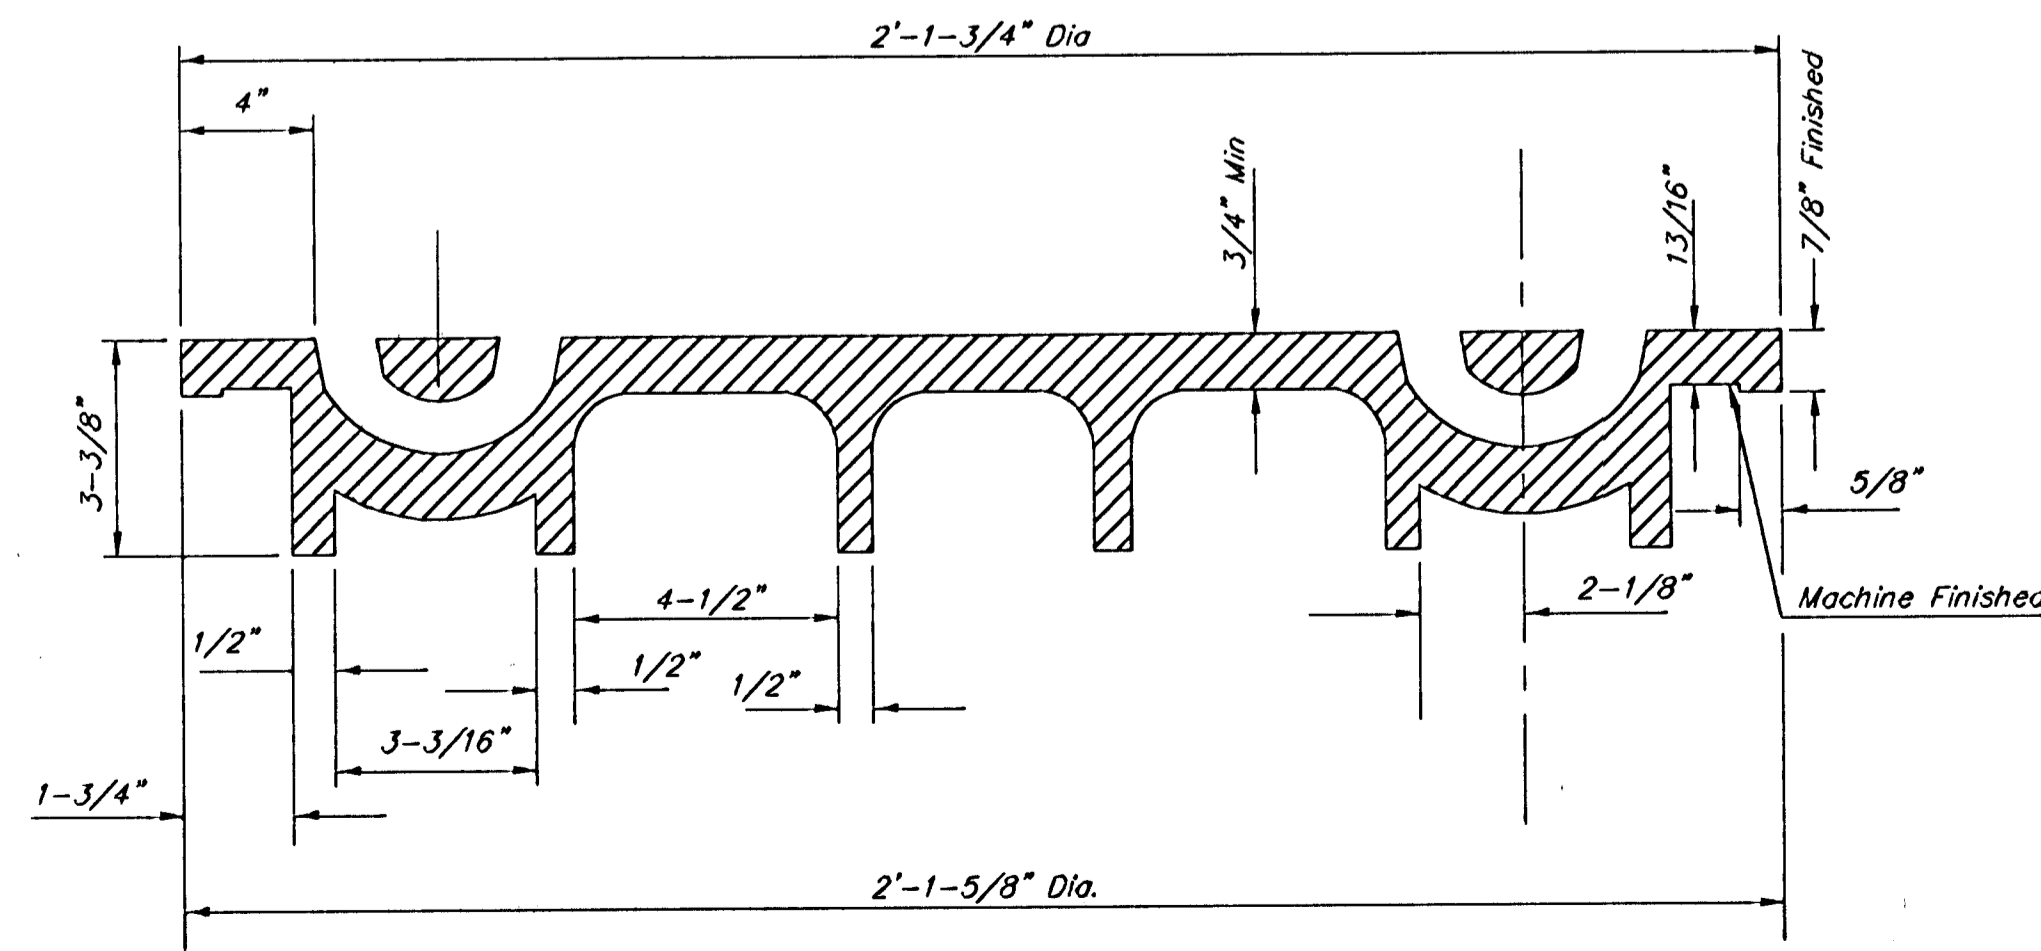 2'-1-3/4" Dia
4"
3/4" Min
13/16"
7/8" Finished
3-3/8"
5/8"
4-1/2"
2-1/8"
Machine Finished
1/2"
1/2"
1/2"
3-3/16"
1-3/4"
2'-1-5/8" Dia.